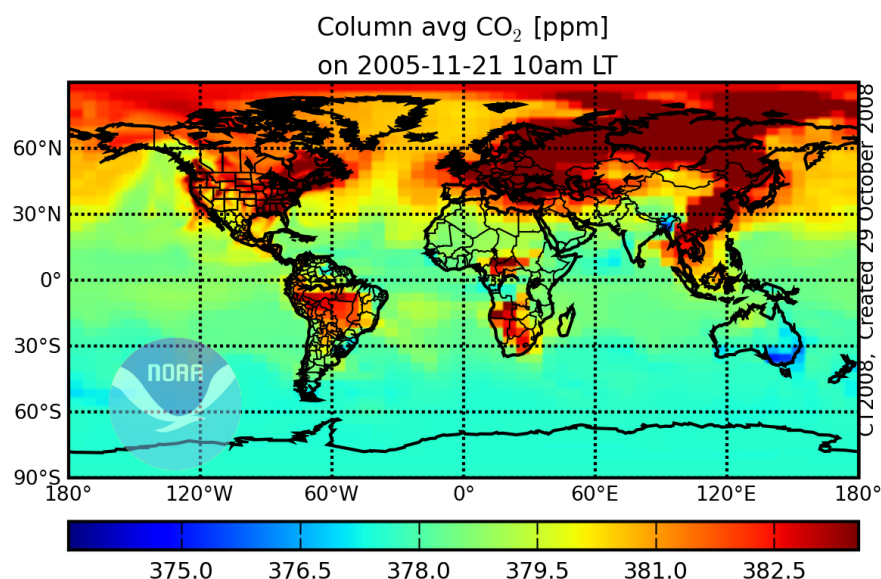 Column avg CO₂ [ppm]
on 2005-11-21 10am LT
60°N
30°N
0°
30°S
60°S
90°S
180°
120°W
60°W
0°
60°E
120°E
180°
NOAA
CT2008, Created 29 October 2008
375.0
376.5
378.0
379.5
381.0
382.5